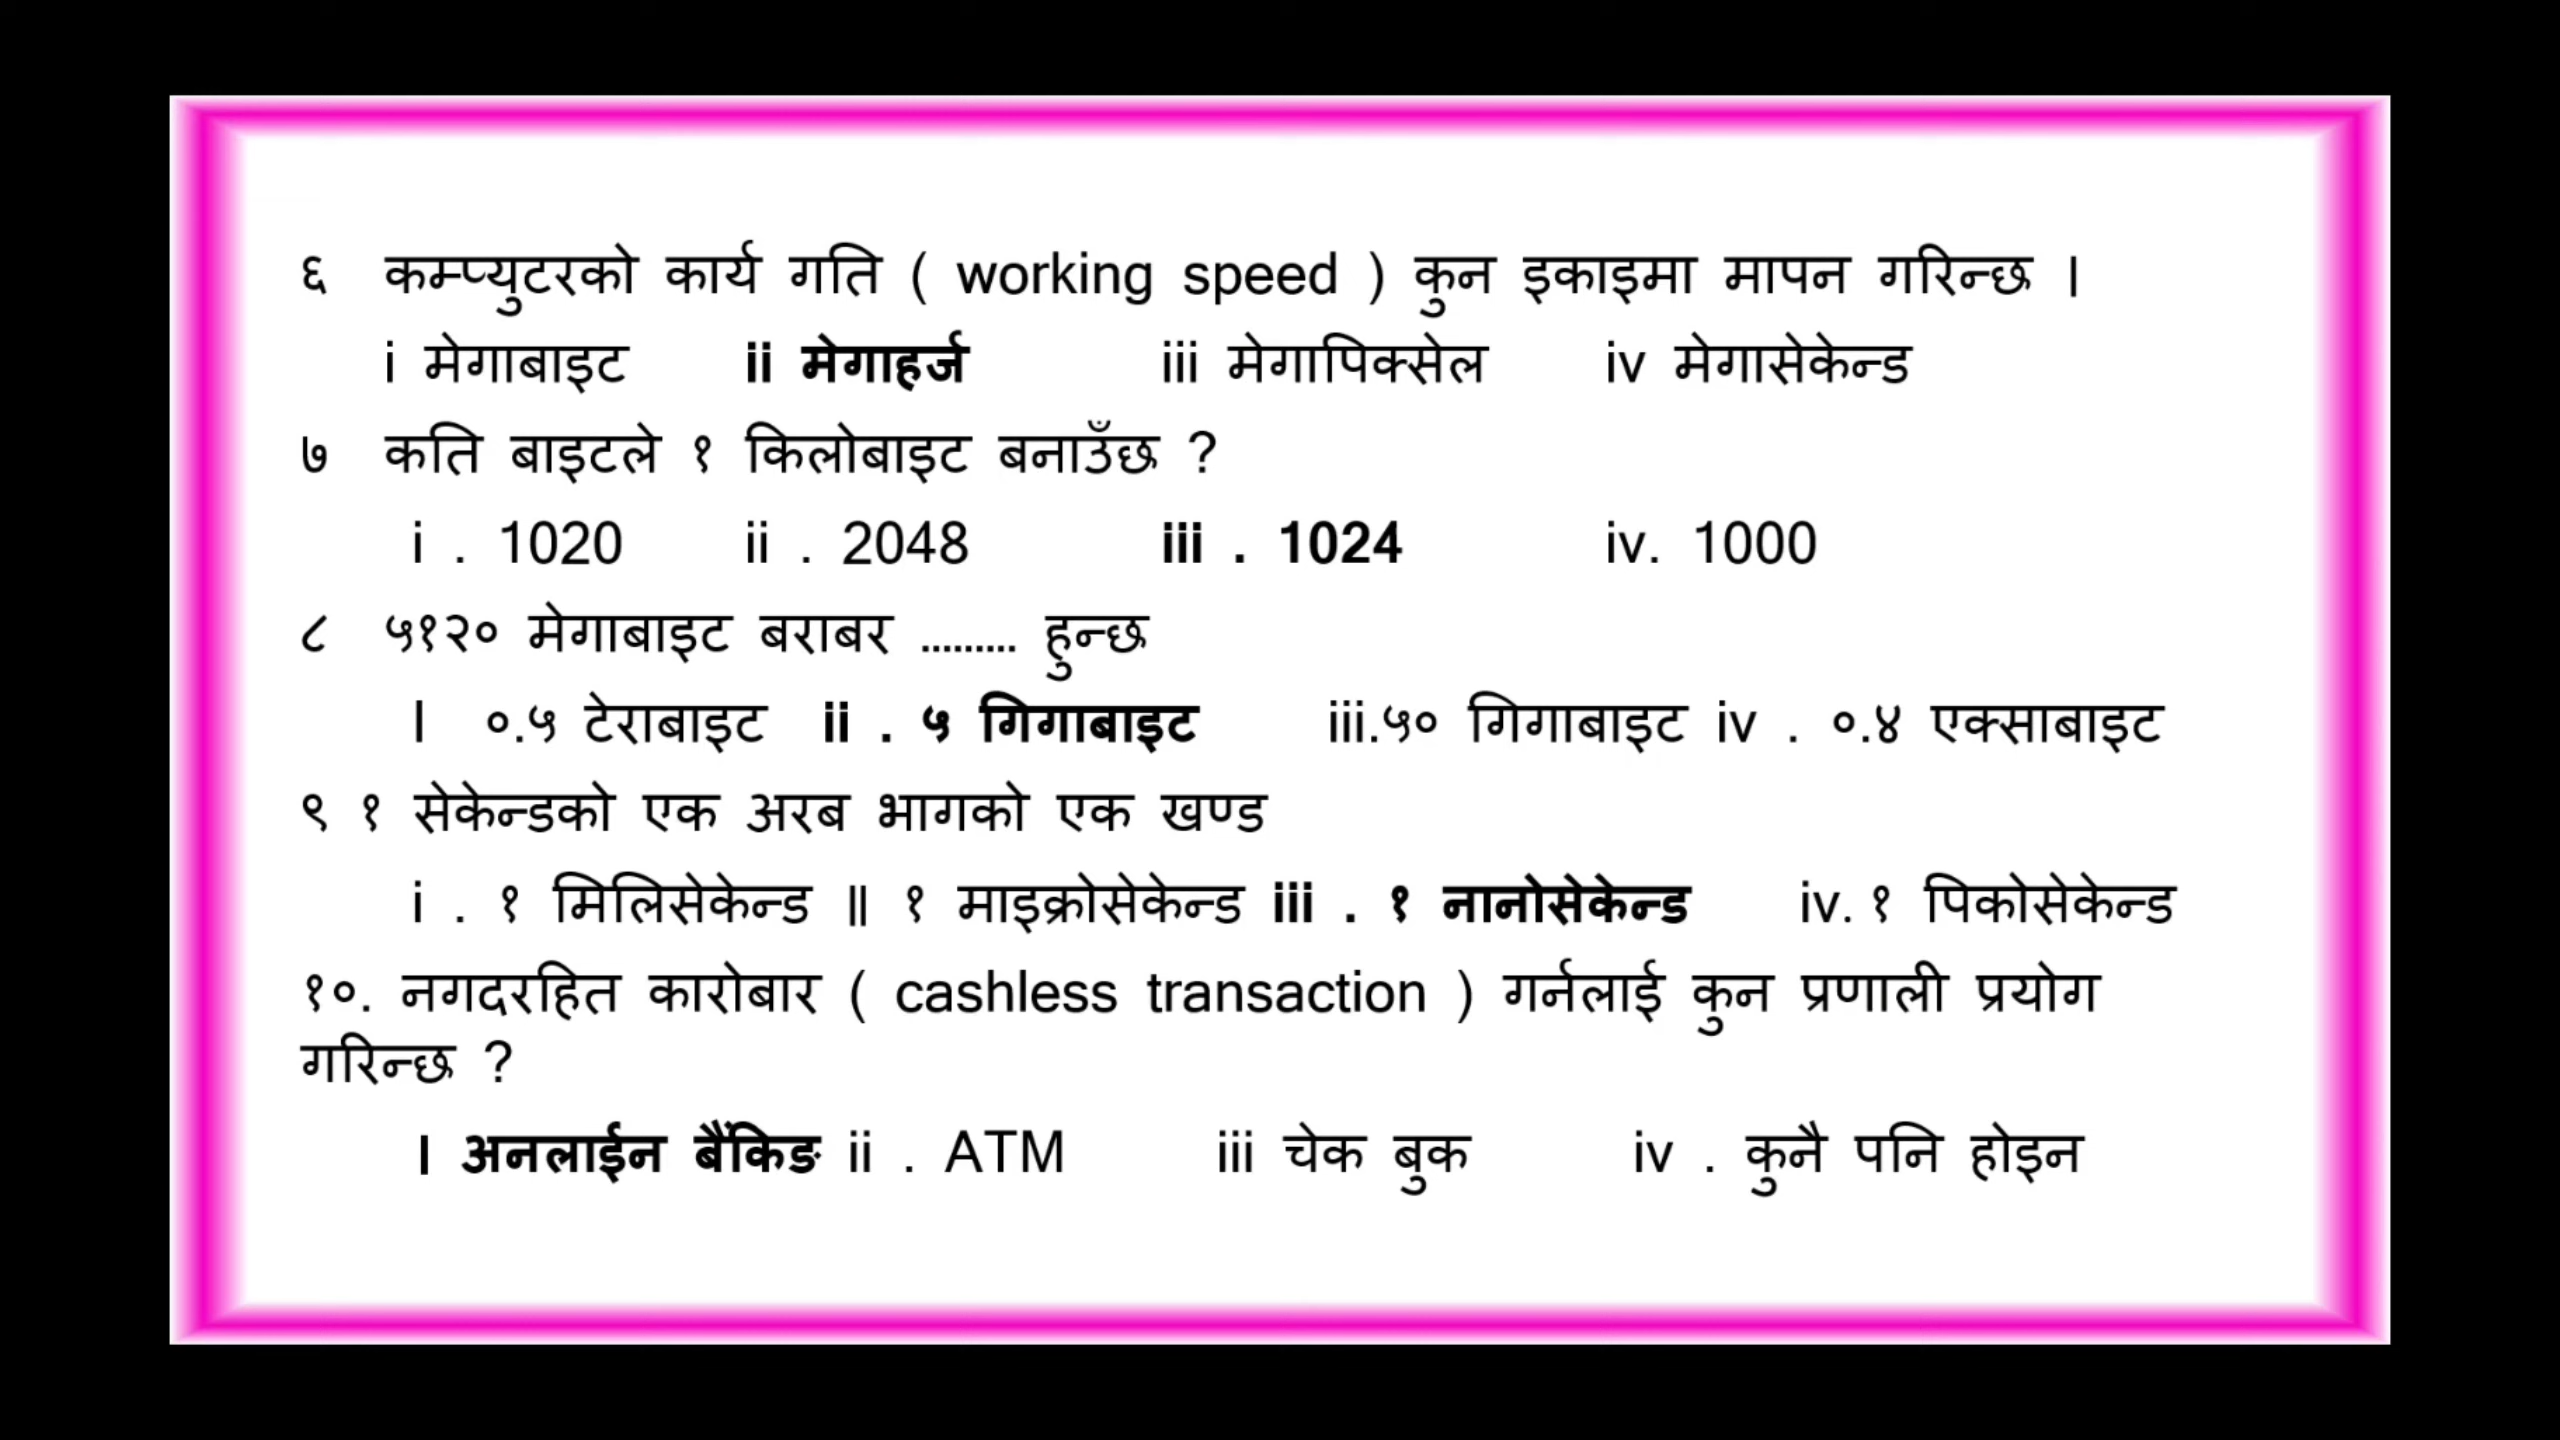 ६ कम्प्युटरको कार्य गति ( working speed ) कुन इकाइमा मापन गरिन्छ ।
i मेगाबाइट ii मेगाहर्ज iii मेगापिक्सेल iv मेगासेकेन्ड
७ कति बाइटले १ किलोबाइट बनाउँछ ?
i . 1020 ii . 2048 iii . 1024 iv. 1000
८ ५१२० मेगाबाइट बराबर ......... हुन्छ
I ०.५ टेराबाइट ii . ५ गिगाबाइट iii.५० गिगाबाइट iv . ०.४ एक्साबाइट
९ १ सेकेन्डको एक अरब भागको एक खण्ड
i . १ मिलिसेकेन्ड II १ माइक्रोसेकेन्ड iii . १ नानोसेकेन्ड iv. १ पिकोसेकेन्ड
१०. नगदरहित कारोबार ( cashless transaction ) गर्नलाई कुन प्रणाली प्रयोग
गरिन्छ ?
I अनलाईन बैंकिङ ii . ATM iii चेक बुक iv . कुनै पनि होइन